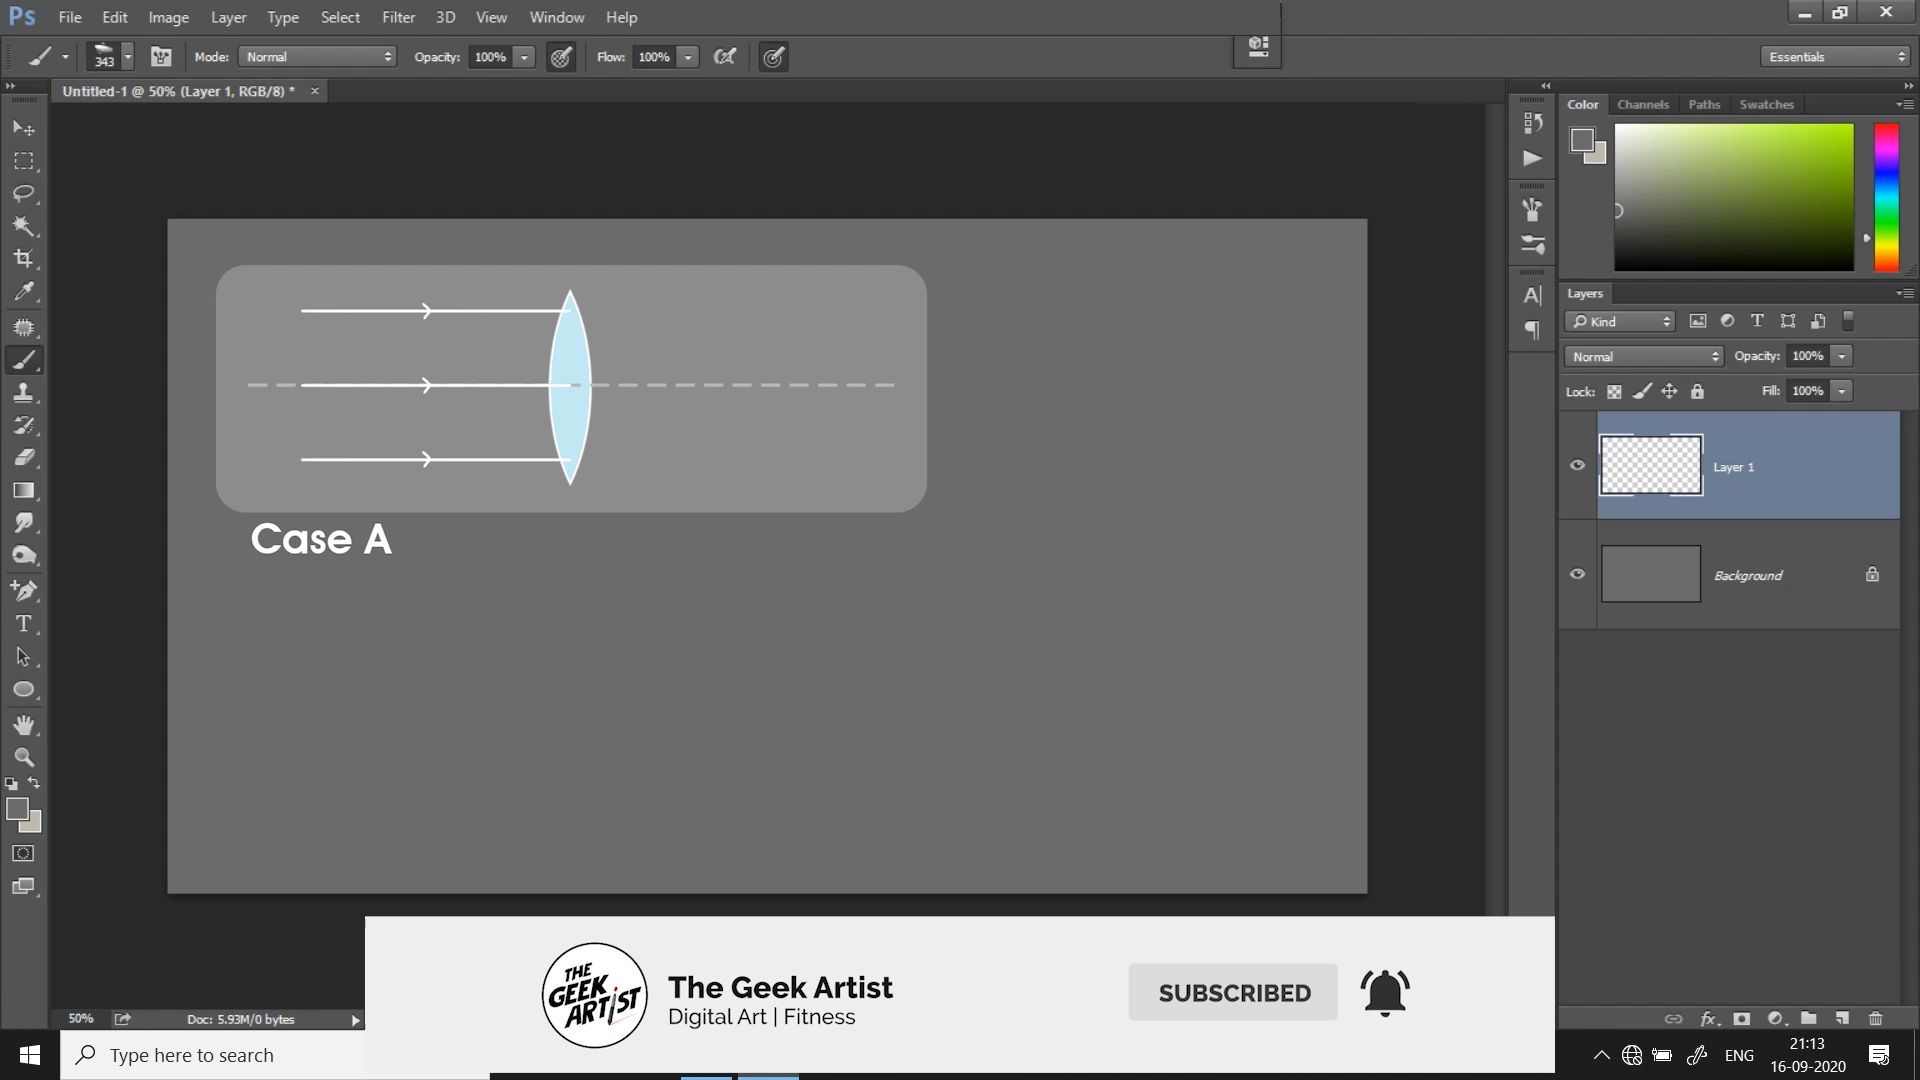 Ps File Edit Image Layer Type Select Filter 3D View Window Help
343 Mode: Normal Opacity: 100% Flow: 100% Essentials
Untitled-1 @ 50% (Layer 1, RGB/8) * ×
Color Channels Paths Swatches
Layers
Kind
Normal Opacity: 100%
Lock: Fill: 100%
Layer 1
Background
Case A
THE GEEK ARTIST
The Geek Artist
Digital Art | Fitness
SUBSCRIBED
50% Doc: 5.93M/0 bytes
Type here to search
ENG
21:13
16-09-2020